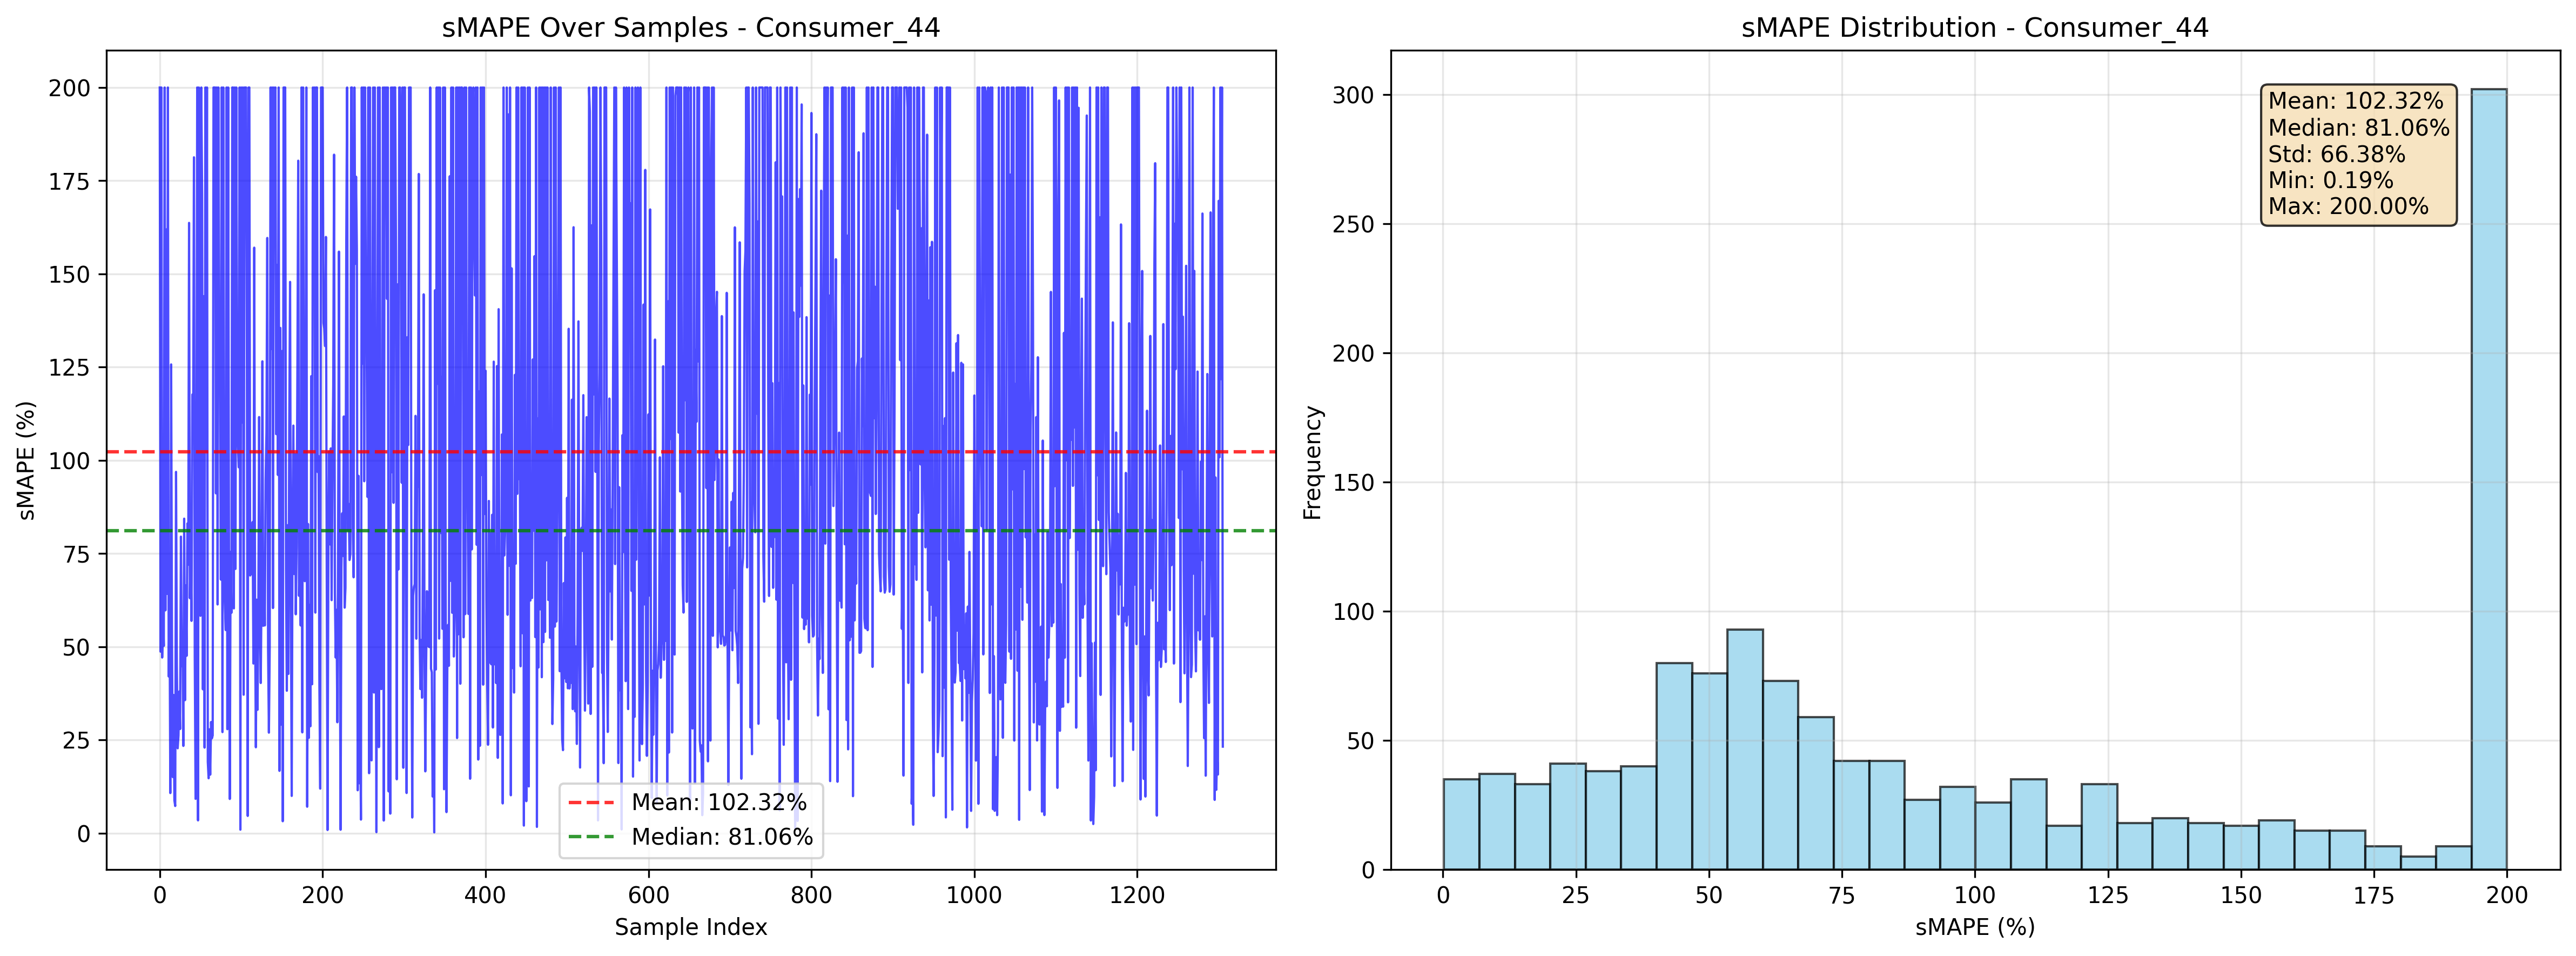 sMAPE Over Samples - Consumer_44
sMAPE (%)
200
175
150
125
100
75
50
25
0
Mean: 102.32%
Median: 81.06%
0 200 400 600 800 1000 1200
Sample Index
sMAPE Distribution - Consumer_44
Frequency
300
250
200
150
100
50
0
Mean: 102.32%
Median: 81.06%
Std: 66.38%
Min: 0.19%
Max: 200.00%
0 25 50 75 100 125 150 175 200
sMAPE (%)